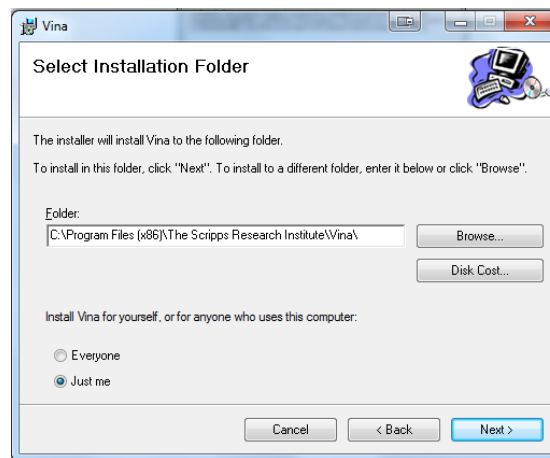 Vina
Select Installation Folder
The installer will install Vina to the following folder.
To install in this folder, click "Next". To install to a different folder, enter it below or click "Browse".
Folder:
C:\Program Files (x86)\The Scripps Research Institute\Vina\
Browse...
Disk Cost...
Install Vina for yourself, or for anyone who uses this computer:
Everyone
Just me
Cancel
< Back
Next >